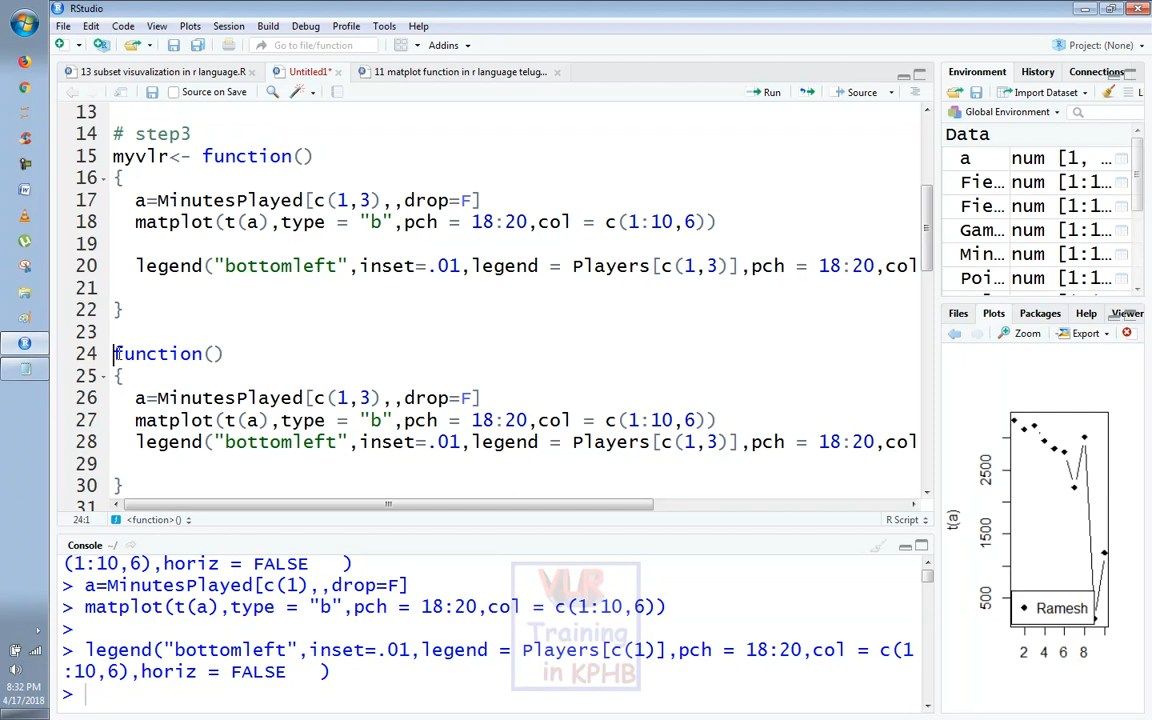 RStudio
File Edit Code View Plots Session Build Debug Profile Tools Help
Go to file/function Addins Project: (None)
13 subset visuvalization in r language.R Untitled1* 11 matplot function in r language telug...
Source on Save Run Source
13
14 # step3
15 myvlr<- function()
16 {
17 a=MinutesPlayed[c(1,3),,drop=F]
18 matplot(t(a),type = "b",pch = 18:20,col = c(1:10,6))
19
20 legend("bottomleft",inset=.01,legend = Players[c(1,3)],pch = 18:20,col
21
22 }
23
24 function()
25 {
26 a=MinutesPlayed[c(1,3),,drop=F]
27 matplot(t(a),type = "b",pch = 18:20,col = c(1:10,6))
28 legend("bottomleft",inset=.01,legend = Players[c(1,3)],pch = 18:20,col
29
30 }
31
24:1 <function>() R Script
Console ~/
(1:10,6),horiz = FALSE )
> a=MinutesPlayed[c(1),,drop=F]
> matplot(t(a),type = "b",pch = 18:20,col = c(1:10,6))
>
> legend("bottomleft",inset=.01,legend = Players[c(1)],pch = 18:20,col = c(1
:10,6),horiz = FALSE )
>
VLR
Training
in KPHB
Environment History Connections
Import Dataset L
Global Environment
Data
a num [1, ...
Fie... num [1:1...
Fie... num [1:1...
Gam... num [1:1...
Min... num [1:1...
Poi... num [1:1...
Files Plots Packages Help Viewer
Zoom Export
t(a)
2500
1500
500
Ramesh
2 4 6 8
8:32 PM
4/17/2018